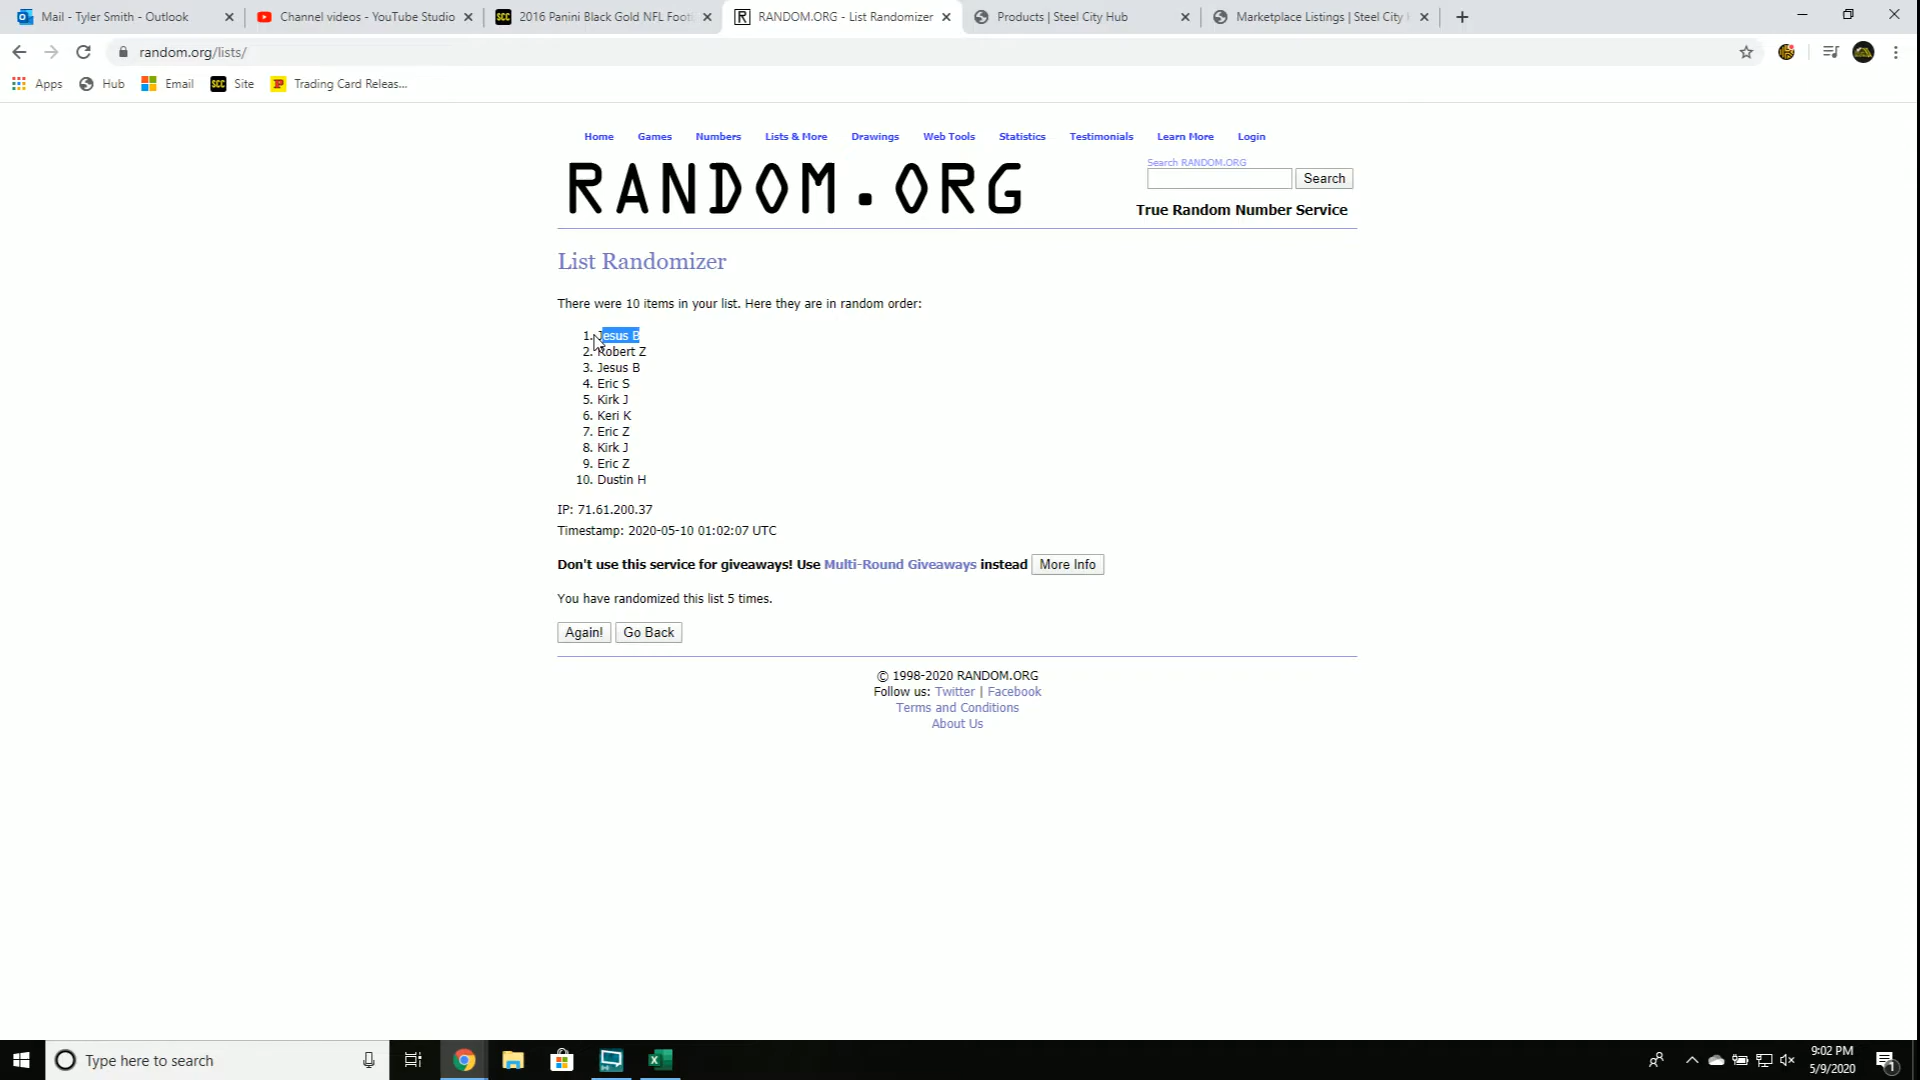 Mail - Tyler Smith - Outlook
Channel videos - YouTube Studio
SCC 2016 Panini Black Gold NFL Foot
R RANDOM.ORG - List Randomizer
Products | Steel City Hub
Marketplace Listings | Steel City
random.org/lists/
Apps Hub Email SCC Site Trading Card Releas...
Home Games Numbers Lists & More Drawings Web Tools Statistics Testimonials Learn More Login
RANDOM.ORG
Search RANDOM.ORG
Search
True Random Number Service
List Randomizer
There were 10 items in your list. Here they are in random order:
1. Jesus B
2. Robert Z
3. Jesus B
4. Eric S
5. Kirk J
6. Keri K
7. Eric Z
8. Kirk J
9. Eric Z
10. Dustin H
IP: 71.61.200.37
Timestamp: 2020-05-10 01:02:07 UTC
Don't use this service for giveaways! Use Multi-Round Giveaways instead More Info
You have randomized this list 5 times.
Again! Go Back
© 1998-2020 RANDOM.ORG
Follow us: Twitter | Facebook
Terms and Conditions
About Us
Type here to search
9:02 PM
5/9/2020
1